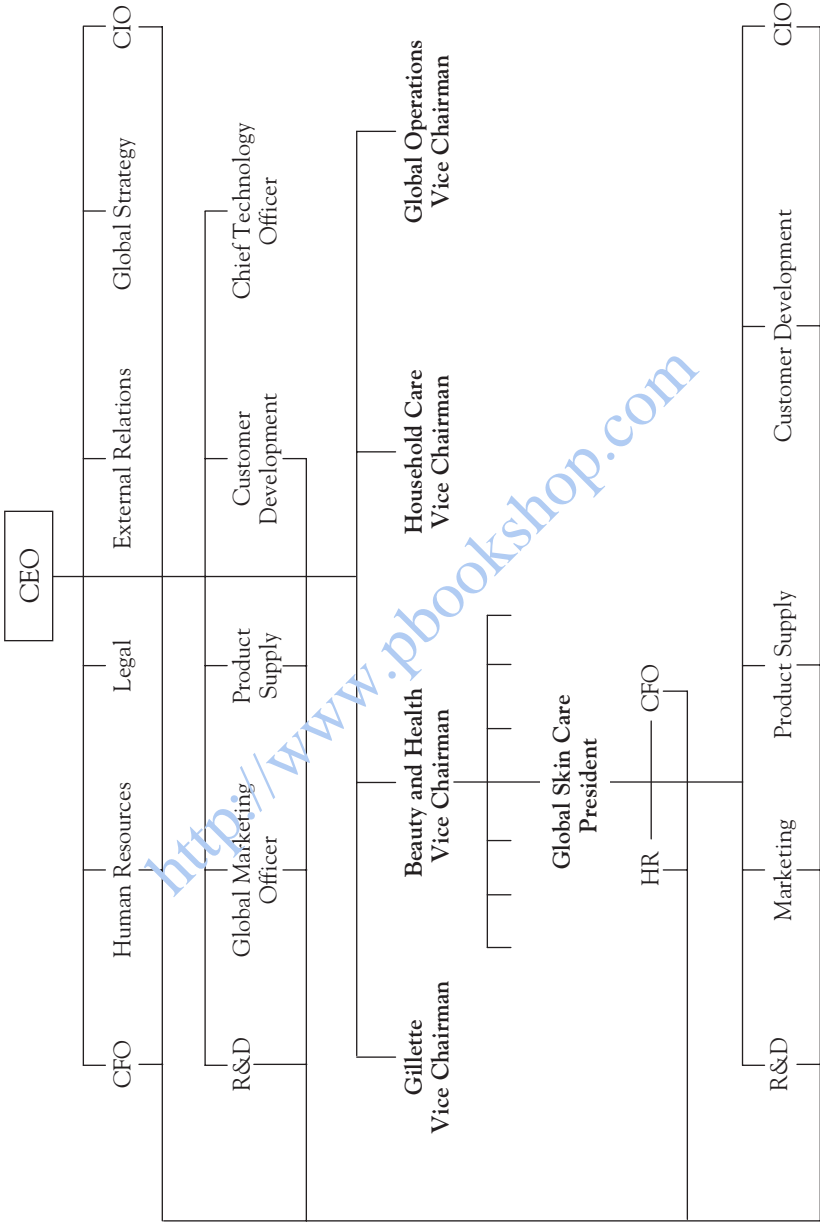 CEO
CFO
Human Resources
Legal
External Relations
Global Strategy
CIO
R&D
Global Marketing
Officer
Product
Supply
Customer
Development
Chief Technology
Officer
Gillette
Vice Chairman
Beauty and Health
Vice Chairman
Household Care
Vice Chairman
Global Operations
Vice Chairman
Global Skin Care
President
HR
CFO
R&D
Marketing
Product Supply
Customer Development
CIO
http://www.pbookshop.com